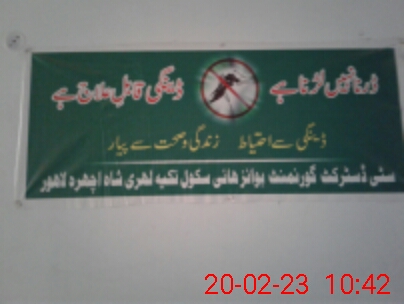 ڈرنا نہیں لڑنا ہے ڈینگی قابل علاج ہے
ڈینگی سے احتیاط زندگی و صحت سے پیار
سٹی ڈسٹرکٹ گورنمنٹ بوائز ہائی سکول تکیہ لہری شاہ اچھرہ لاہور
20-02-23 10:42